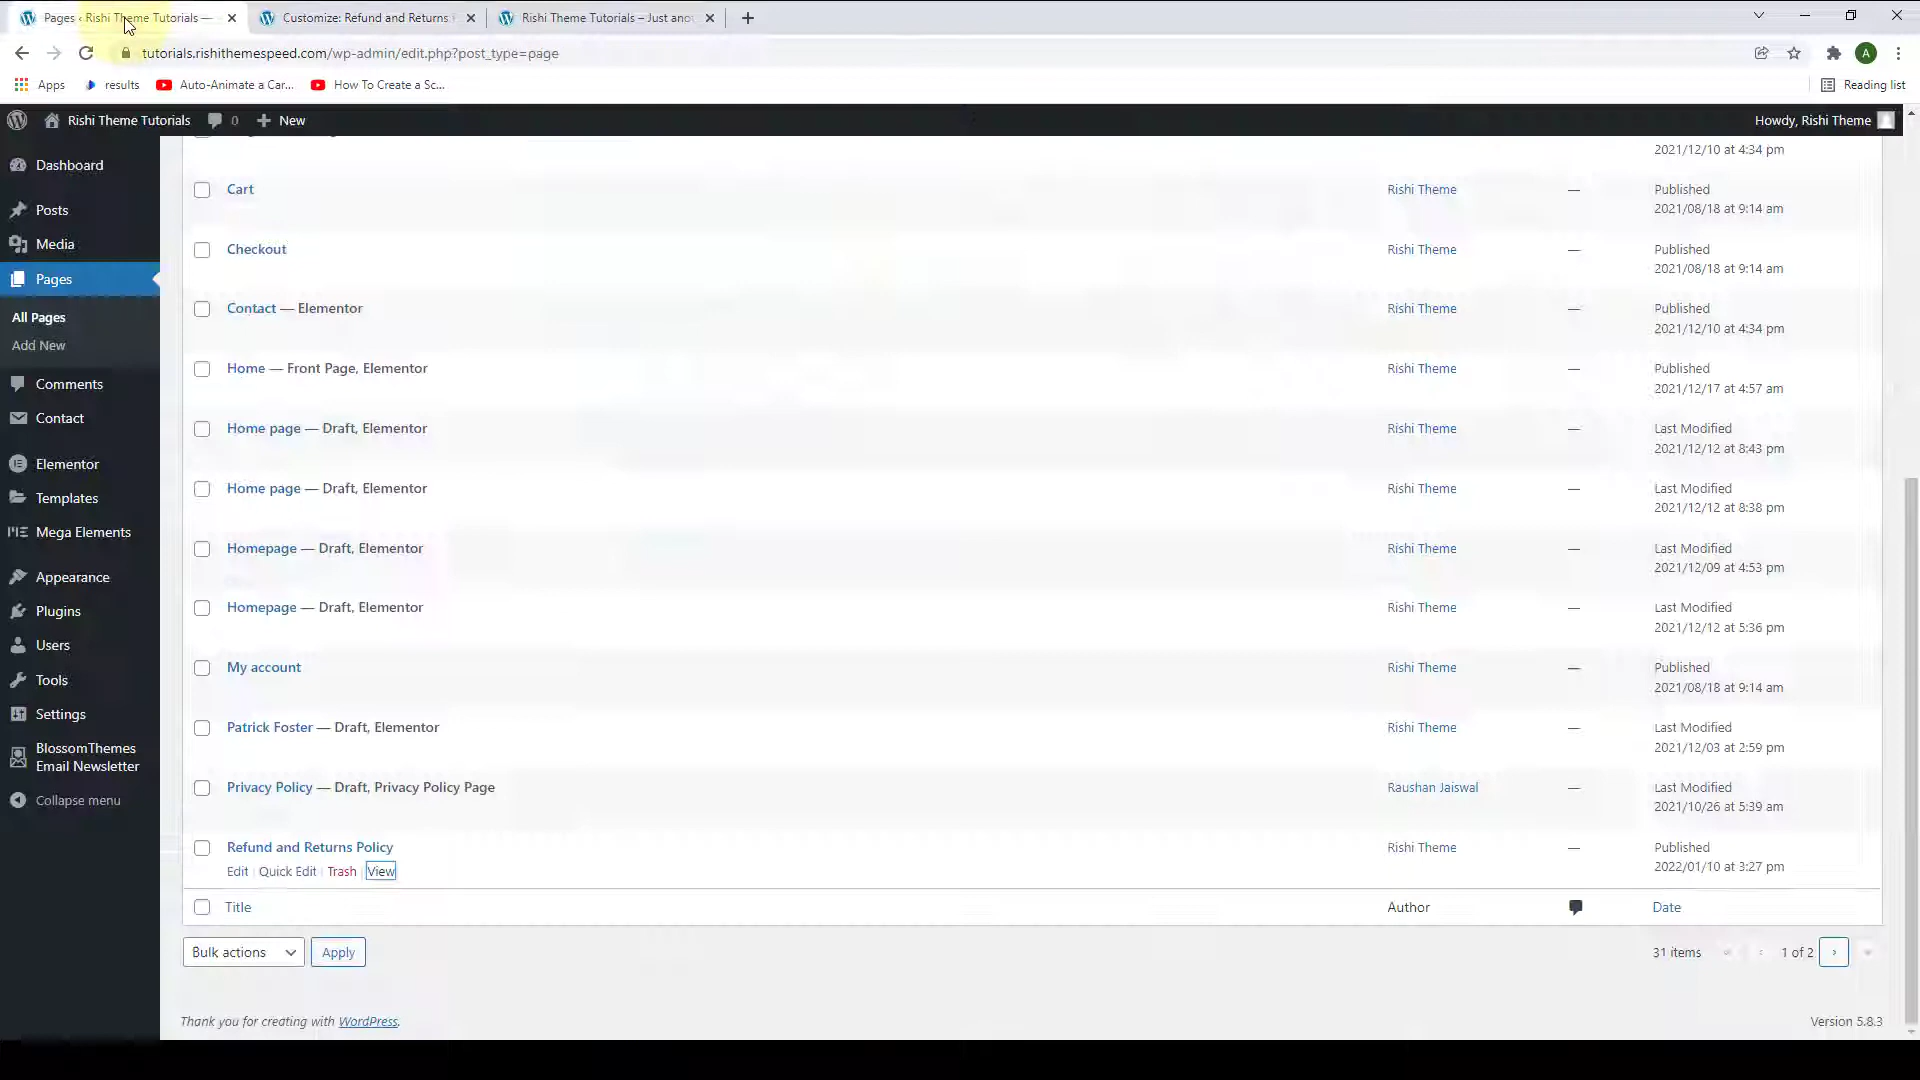 Pages ‹ Rishi Theme Tutorials —
Customize: Refund and Returns
Rishi Theme Tutorials – Just ano
tutorials.rishithemespeed.com/wp-admin/edit.php?post_type=page
A
Apps
results
Auto-Animate a Car...
How To Create a Sc...
Reading list
Rishi Theme Tutorials
0
New
Howdy, Rishi Theme
Dashboard
Posts
Media
Pages
All Pages
Add New
Comments
Contact
Elementor
Templates
Mega Elements
Appearance
Plugins
Users
Tools
Settings
BlossomThemes
Email Newsletter
Collapse menu
2021/12/10 at 4:34 pm
Cart Rishi Theme — Published
2021/08/18 at 9:14 am
Checkout Rishi Theme — Published
2021/08/18 at 9:14 am
Contact — Elementor Rishi Theme — Published
2021/12/10 at 4:34 pm
Home — Front Page, Elementor Rishi Theme — Published
2021/12/17 at 4:57 am
Home page — Draft, Elementor Rishi Theme — Last Modified
2021/12/12 at 8:43 pm
Home page — Draft, Elementor Rishi Theme — Last Modified
2021/12/12 at 8:38 pm
Homepage — Draft, Elementor Rishi Theme — Last Modified
2021/12/09 at 4:53 pm
Homepage — Draft, Elementor Rishi Theme — Last Modified
2021/12/12 at 5:36 pm
My account Rishi Theme — Published
2021/08/18 at 9:14 am
Patrick Foster — Draft, Elementor Rishi Theme — Last Modified
2021/12/03 at 2:59 pm
Privacy Policy — Draft, Privacy Policy Page Raushan Jaiswal — Last Modified
2021/10/26 at 5:39 am
Refund and Returns Policy Rishi Theme — Published
Edit | Quick Edit | Trash | View 2022/01/10 at 3:27 pm
Title Author Date
Bulk actions Apply 31 items « ‹ 1 of 2 › »
Thank you for creating with WordPress. Version 5.8.3